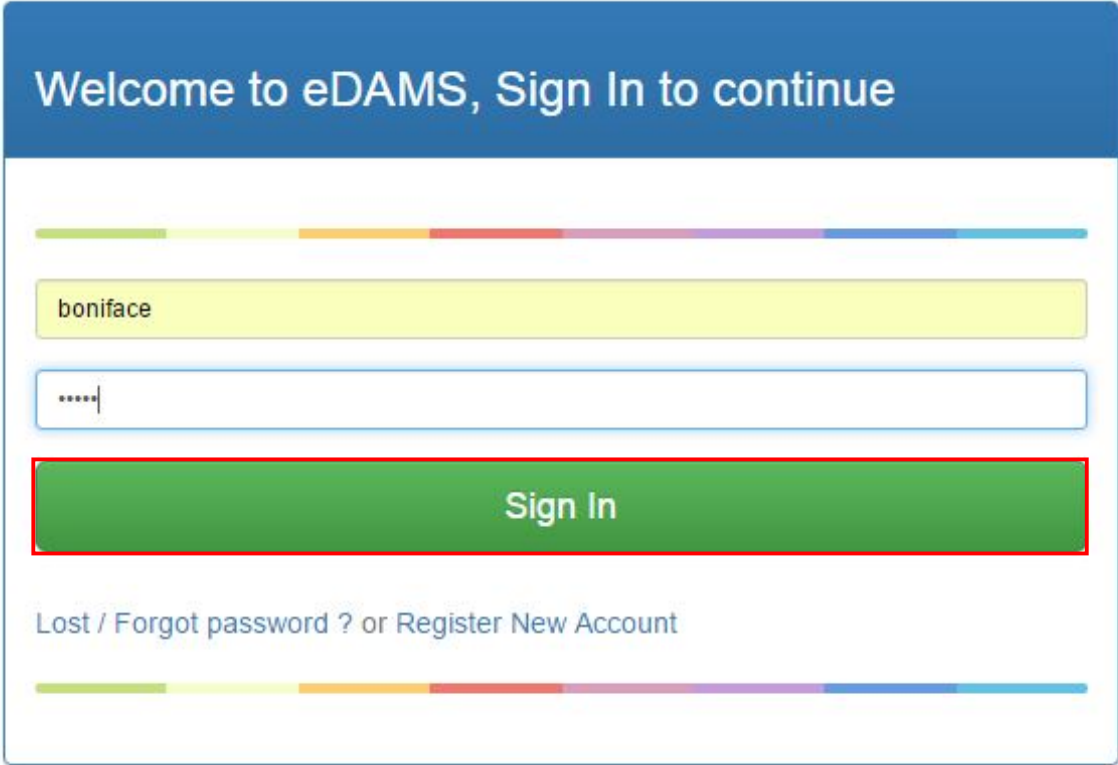 Welcome to eDAMS, Sign In to continue
boniface
•••••
Sign In
Lost / Forgot password ? or Register New Account